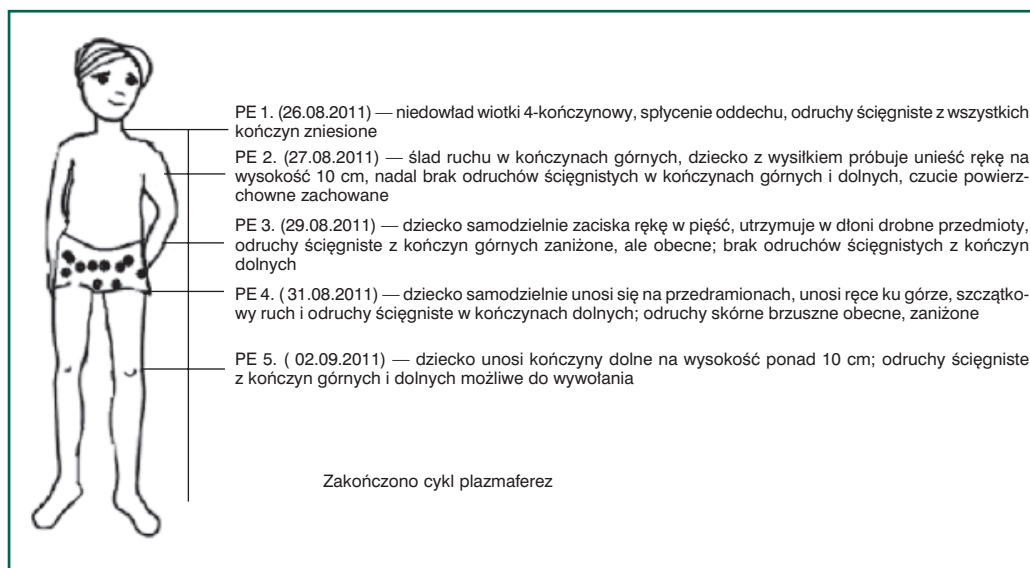 PE 1. (26.08.2011) — niedowład wiotki 4-kończynowy, spłycenie oddechu, odruchy ścięgniste z wszystkich
kończyn zniesione
PE 2. (27.08.2011) — ślad ruchu w kończynach górnych, dziecko z wysiłkiem próbuje unieść rękę na
wysokość 10 cm, nadal brak odruchów ścięgnistych w kończynach górnych i dolnych, czucie powierz-
chowne zachowane
PE 3. (29.08.2011) — dziecko samodzielnie zaciska rękę w pięść, utrzymuje w dłoni drobne przedmioty,
odruchy ścięgniste z kończyn górnych zaniżone, ale obecne; brak odruchów ścięgnistych z kończyn
dolnych
PE 4. ( 31.08.2011) — dziecko samodzielnie unosi się na przedramionach, unosi ręce ku górze, szczątko-
wy ruch i odruchy ścięgniste w kończynach dolnych; odruchy skórne brzuszne obecne, zaniżone
PE 5. ( 02.09.2011) — dziecko unosi kończyny dolne na wysokość ponad 10 cm; odruchy ścięgniste
z kończyn górnych i dolnych możliwe do wywołania
Zakończono cykl plazmaferez